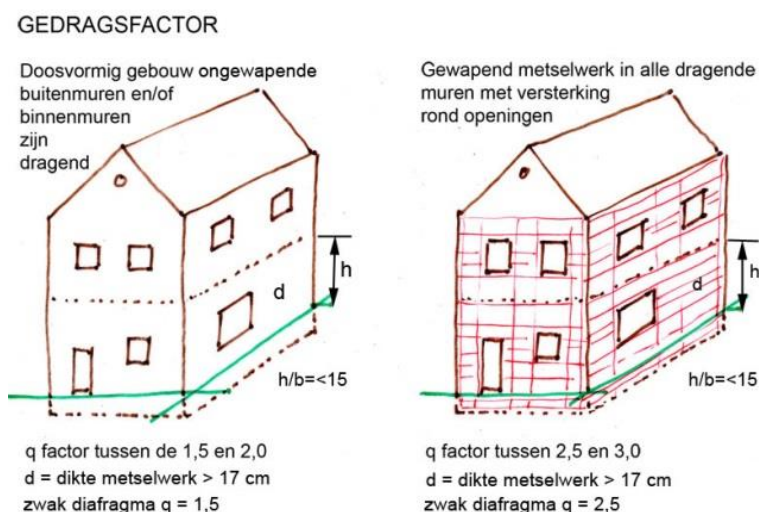 GEDRAGSFACTOR
Doosvormig gebouw ongewapende
buitenmuren en/of
binnenmuren
zijn
dragend
h
d
h/b=<15
q factor tussen de 1,5 en 2,0
d = dikte metselwerk > 17 cm
zwak diafragma q = 1,5
Gewapend metselwerk in alle dragende
muren met versterking
rond openingen
h
d
h/b=<15
q factor tussen 2,5 en 3,0
d = dikte metselwerk > 17 cm
zwak diafragma q = 2,5